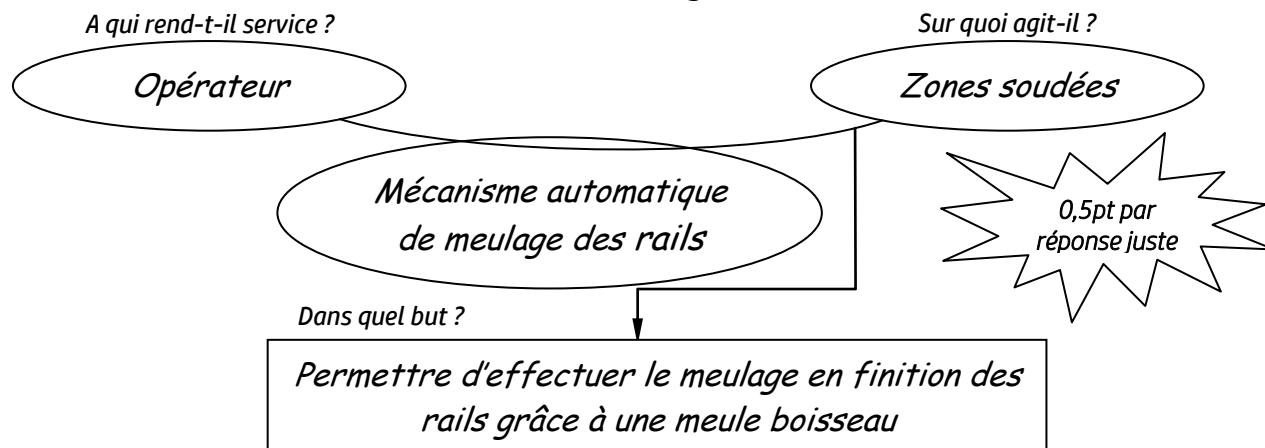 A qui rend-t-il service ?
Sur quoi agit-il ?
Opérateur
Zones soudées
Mécanisme automatique
de meulage des rails
0,5pt par
réponse juste
Dans quel but ?
Permettre d'effectuer le meulage en finition des
rails grâce à une meule boisseau